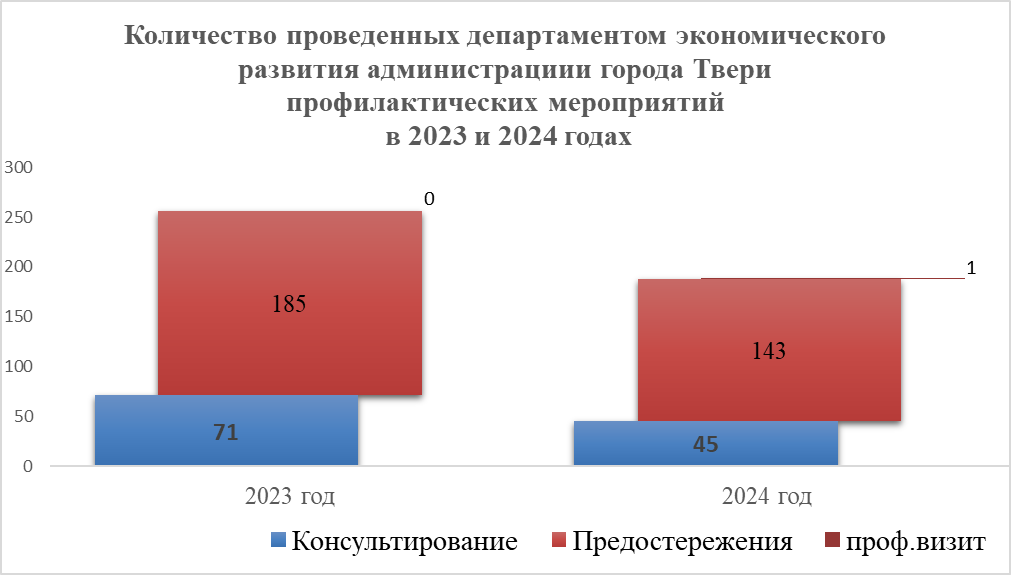 Количество проведенных департаментом экономического
развития администрациии города Твери
профилактических мероприятий
в 2023 и 2024 годах
300
250
200
150
100
50
0
0
185
71
1
143
45
2023 год
2024 год
Консультирование
Предостережения
проф.визит